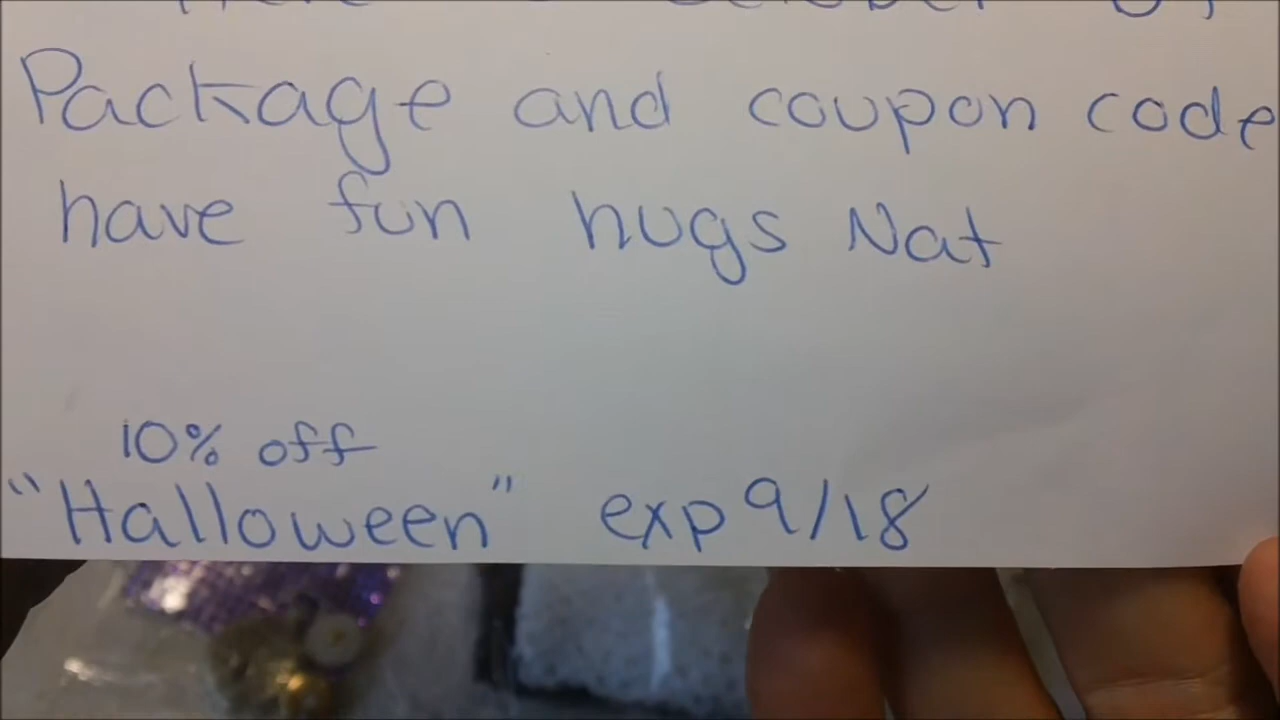 Package and coupon code
have fun hugs Nat
10% off
"Halloween" exp 9/18